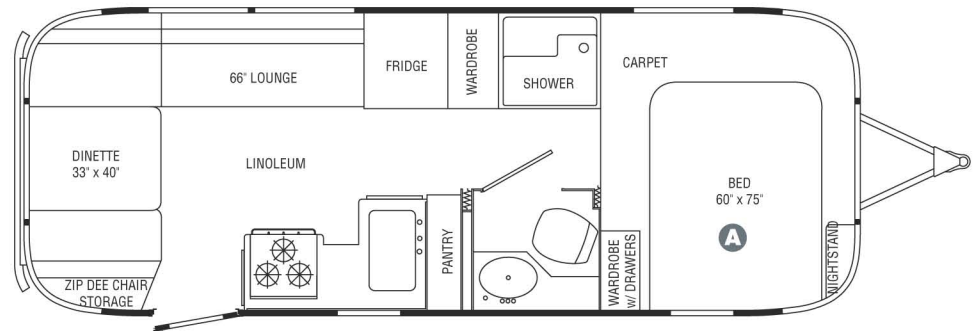 66" LOUNGE
FRIDGE
WARDROBE
SHOWER
CARPET
DINETTE
33" x 40"
LINOLEUM
BED
60" x 75"
A
PANTRY
WARDROBE
w/ DRAWERS
NIGHTSTAND
ZIP DEE CHAIR
STORAGE